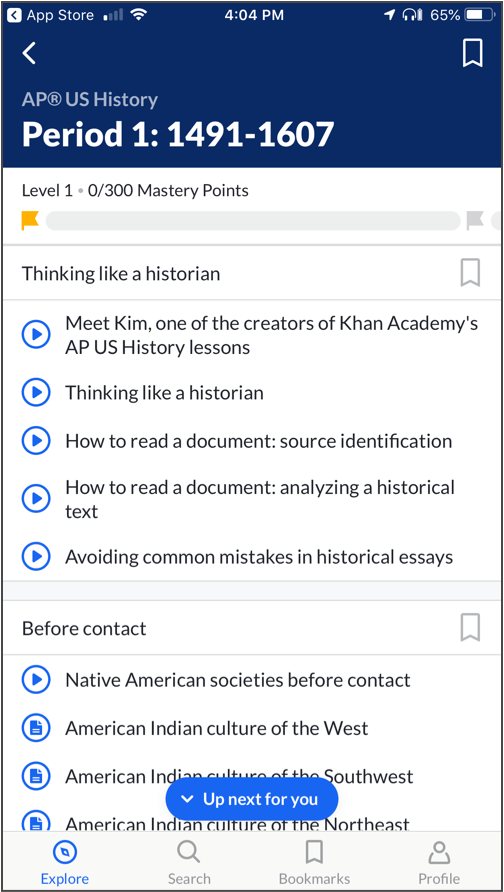 App Store 4:04 PM 65%
AP® US History
Period 1: 1491-1607
Level 1 • 0/300 Mastery Points
Thinking like a historian
Meet Kim, one of the creators of Khan Academy's
AP US History lessons
Thinking like a historian
How to read a document: source identification
How to read a document: analyzing a historical
text
Avoiding common mistakes in historical essays
Before contact
Native American societies before contact
American Indian culture of the West
American Indian culture of the Southwest
Up next for you
American Indian culture of the Northeast
Explore Search Bookmarks Profile